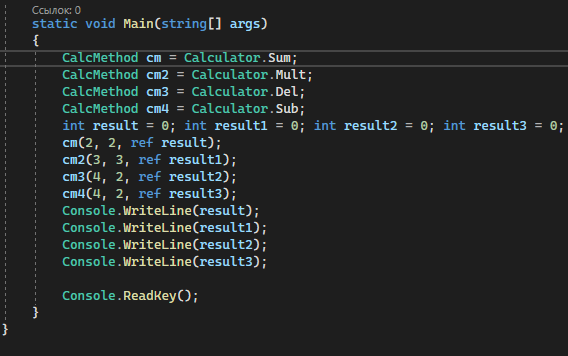 Ссылок: 0
static void Main(string[] args)
{
CalcMethod cm = Calculator.Sum;
CalcMethod cm2 = Calculator.Mult;
CalcMethod cm3 = Calculator.Del;
CalcMethod cm4 = Calculator.Sub;
int result = 0; int result1 = 0; int result2 = 0; int result3 = 0;
cm(2, 2, ref result);
cm2(3, 3, ref result1);
cm3(4, 2, ref result2);
cm4(4, 2, ref result3);
Console.WriteLine(result);
Console.WriteLine(result1);
Console.WriteLine(result2);
Console.WriteLine(result3);
Console.ReadKey();
}
}